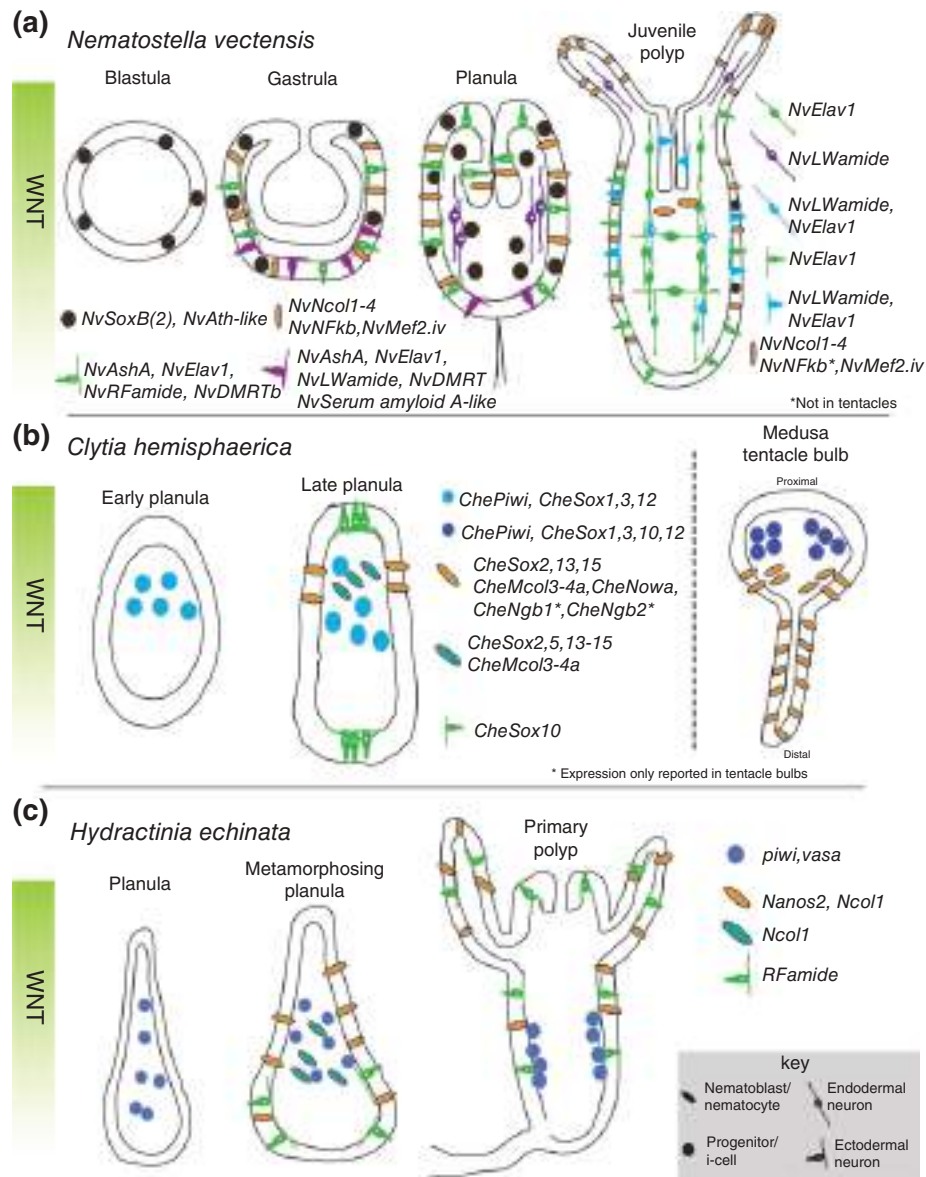 (a)
Nematostella vectensis
WNT
Blastula
Gastrula
Planula
Juvenile
polyp
NvSoxB(2), NvAth-like
NvNcol1-4
NvNFkb,NvMef2.iv
NvAshA, NvElav1,
NvRFamide, NvDMRTb
NvAshA, NvElav1,
NvLWamide, NvDMRT
NvSerum amyloid A-like
NvElav1
NvLWamide
NvLWamide,
NvElav1
NvElav1
NvLWamide,
NvElav1
NvNcol1-4
NvNFkb*,NvMef2.iv
*Not in tentacles
(b)
Clytia hemisphaerica
WNT
Early planula
Late planula
ChePiwi, CheSox1,3,12
ChePiwi, CheSox1,3,10,12
CheSox2,13,15
CheMcol3-4a,CheNowa,
CheNgb1*,CheNgb2*
CheSox2,5,13-15
CheMcol3-4a
CheSox10
* Expression only reported in tentacle bulbs
Medusa
tentacle bulb
Proximal
Distal
(c)
Hydractinia echinata
WNT
Planula
Metamorphosing
planula
Primary
polyp
piwi,vasa
Nanos2, Ncol1
Ncol1
RFamide
key
Nematoblast/
nematocyte
Endodermal
neuron
Progenitor/
i-cell
Ectodermal
neuron